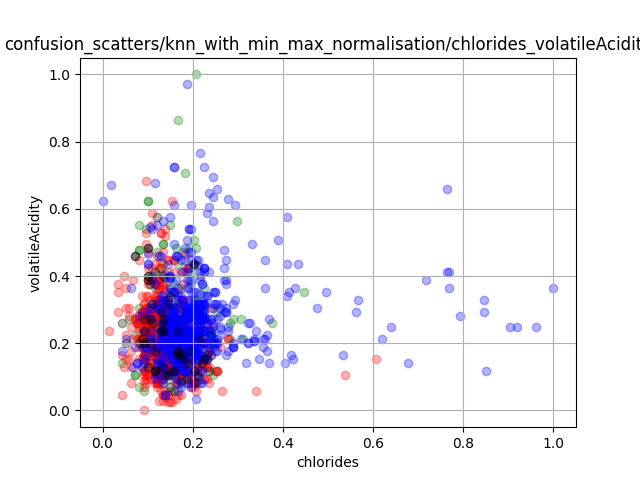 confusion_scatters/knn_with_min_max_normalisation/chlorides_volatileAcidit
1.0
0.8
0.6
0.4
0.2
0.0
volatileAcidity
0.0 0.2 0.4 0.6 0.8 1.0
chlorides